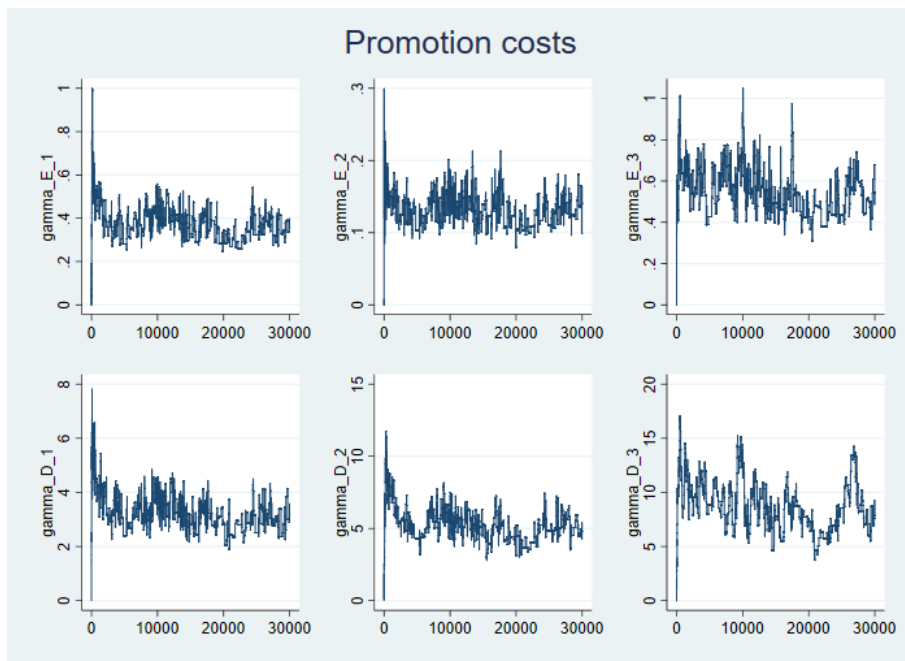 Promotion costs
gamma_E_1
0 .2 .4 .6 .8 1
0 10000 20000 30000
gamma_E_2
0 .1 .2 .3
0 10000 20000 30000
gamma_E_3
0 .2 .4 .6 .8 1
0 10000 20000 30000
gamma_D_1
0 2 4 6 8
0 10000 20000 30000
gamma_D_2
0 5 10 15
0 10000 20000 30000
gamma_D_3
0 5 10 15 20
0 10000 20000 30000